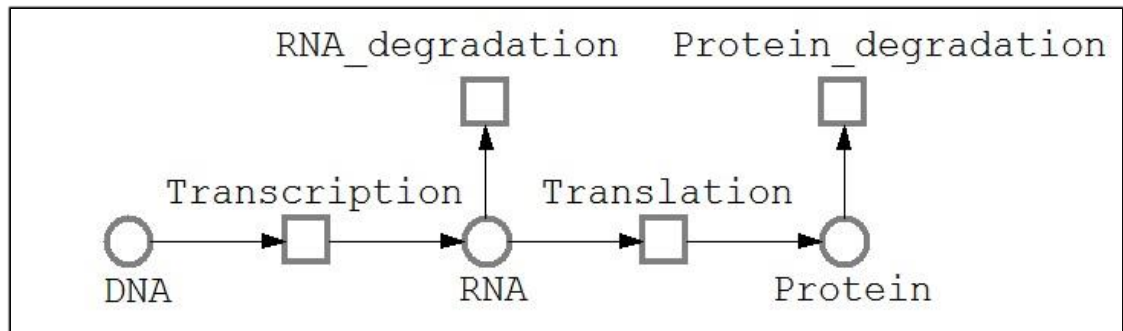 RNA_degradation Protein_degradation
Transcription Translation
DNA RNA Protein